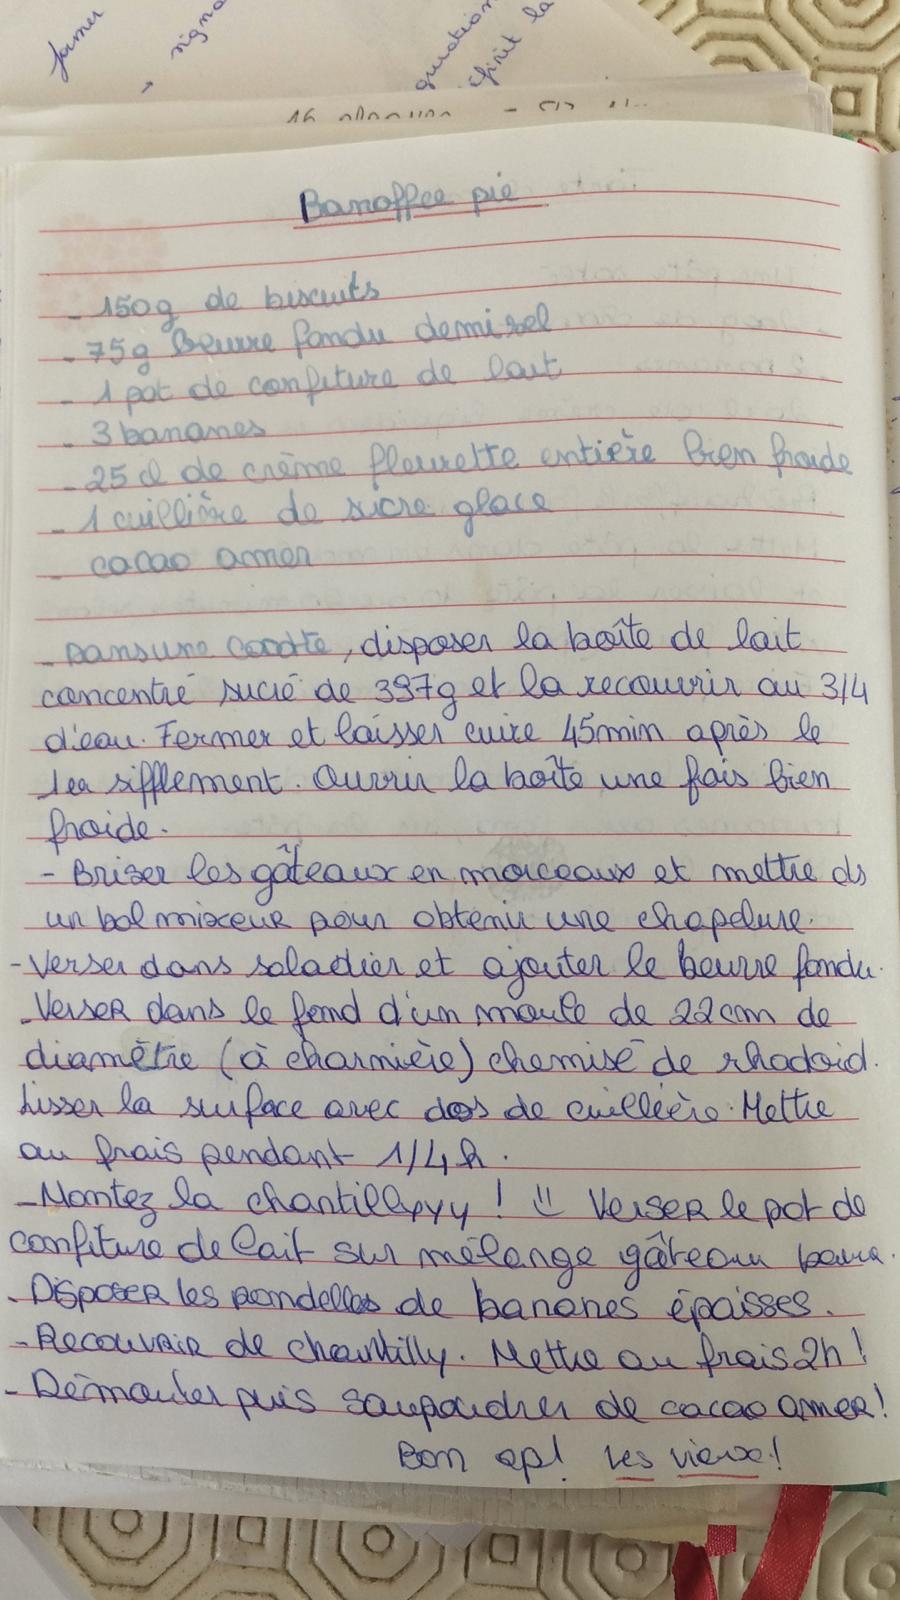 former
signa
16
Banoffee pie
- 150g de biscuits
- 75g Beurre fondu demi sel
- 1 pot de confiture de lait
- 3 bananes
- 25 cl de crème fleurette entière bien froide
- 1 cuillière de sucre glace
- cacao amer
- Dans une cocotte, disposer la boîte de lait
concentré sucré de 397g et la recouvrir au 3/4
d'eau. Fermer et laisser cuire 45min après le
1er sifflement. Ouvrir la boîte une fois bien
froide.
- Briser les gâteaux en morceaux et mettre ds
un bol mixeur pour obtenir une chapelure.
- Verser dans saladier et ajouter le beurre fondu.
- Verser dans le fond d'un moule de 22cm de
diamètre (à charnière) chemisé de rhodoïd.
Lisser la surface avec dos de cuillière. Mettre
au frais pendant 1/4h.
- Montez la chantillyyy ! Verser le pot de
confiture de lait sur mélange gâteau beurre.
- Disposer les rondelles de bananes épaisses.
- Recouvrir de chantilly. Mettre au frais 2h !
- Démouler puis saupoudrer de cacao amer !
Bon ap! Les vieux !